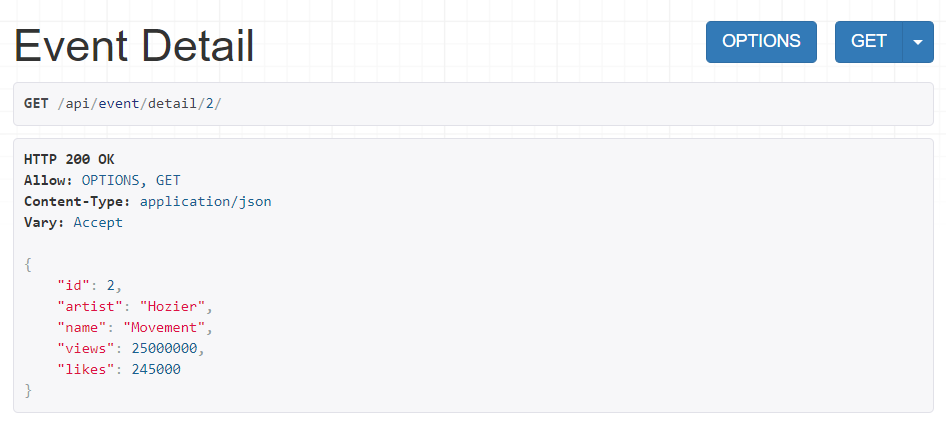 Event Detail
OPTIONS
GET
GET /api/event/detail/2/
HTTP 200 OK
Allow: OPTIONS, GET
Content-Type: application/json
Vary: Accept
{
    "id": 2,
    "artist": "Hozier",
    "name": "Movement",
    "views": 25000000,
    "likes": 245000
}